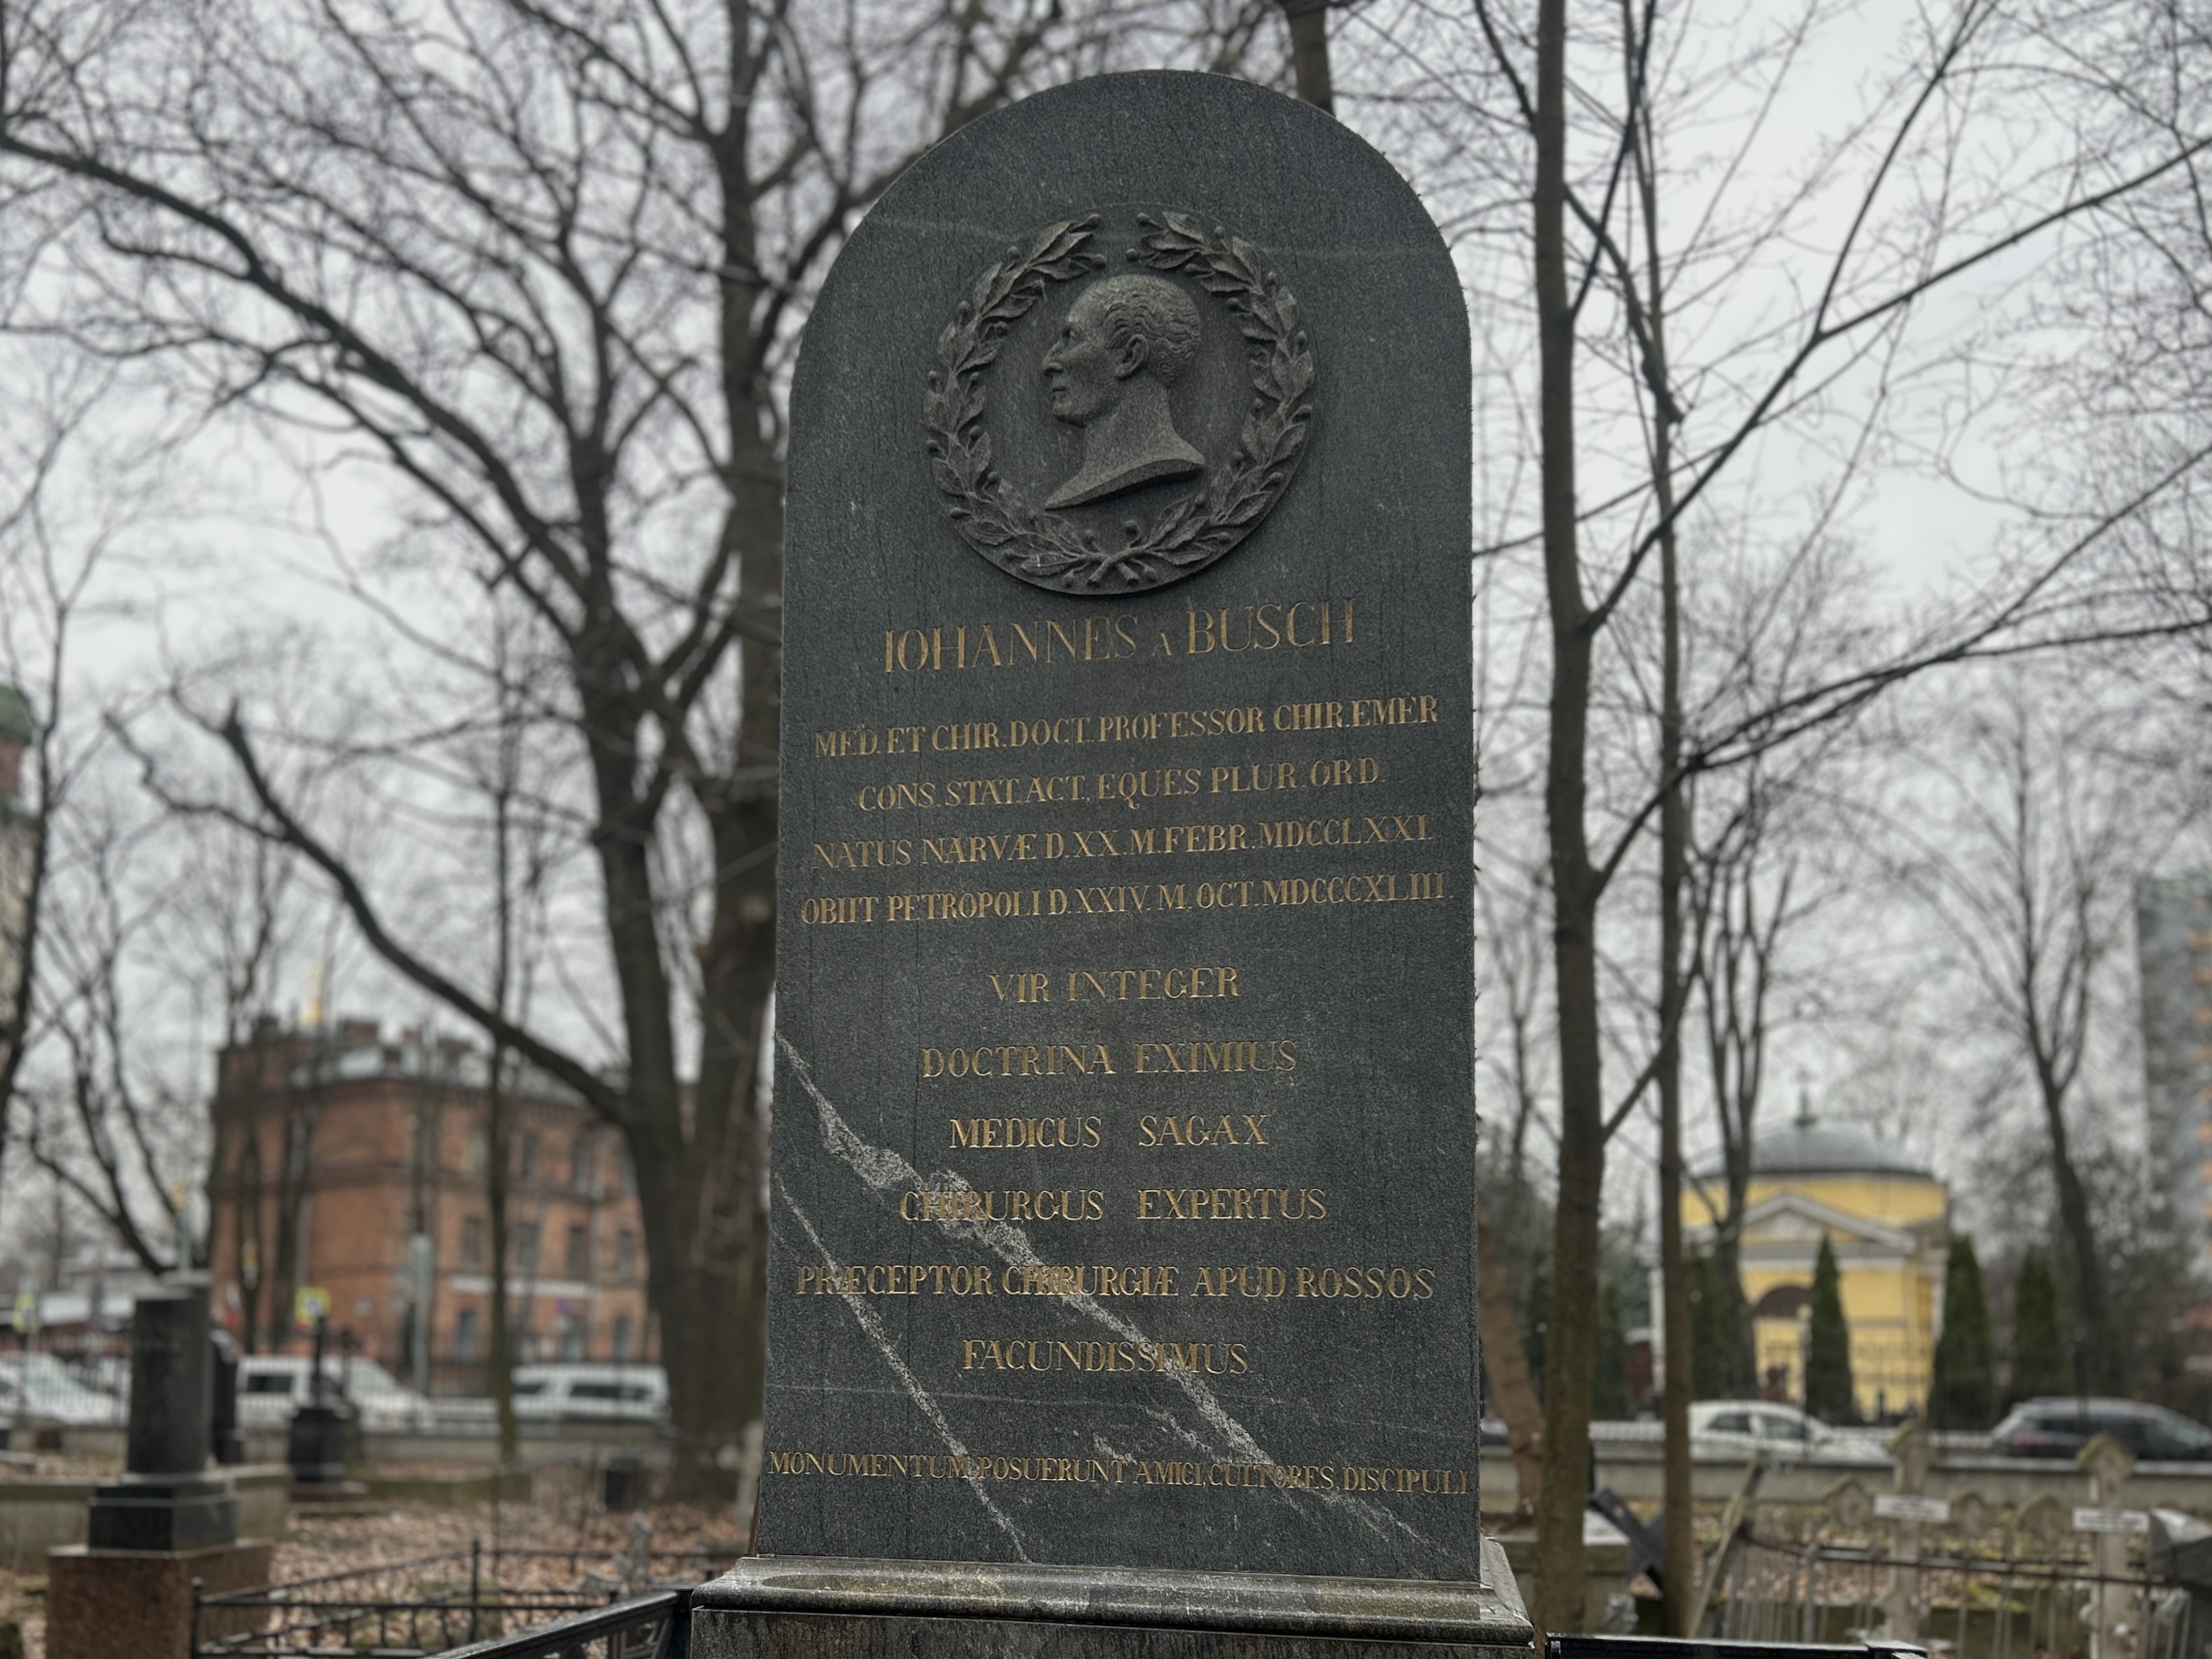 IOHANNES A BUSCH
MED. ET CHIR. DOCT. PROFESSOR CHIR. EMER
CONS. STAT. ACT., EQUES PLUR. ORD.
NATUS NARVÆ D. XX. M. FEBR. MDCCLXXI.
OBIIT PETROPOLI D. XXIV. M. OCT. MDCCCXLIII.
VIR INTEGER
DOCTRINA EXIMIUS
MEDICUS SAGAX
CHIRURGUS EXPERTUS
PRÆCEPTOR CHIRURGIÆ APUD ROSSOS
FACUNDISSIMUS.
MONUMENTUM POSUERUNT AMICI, CULTORES, DISCIPULI